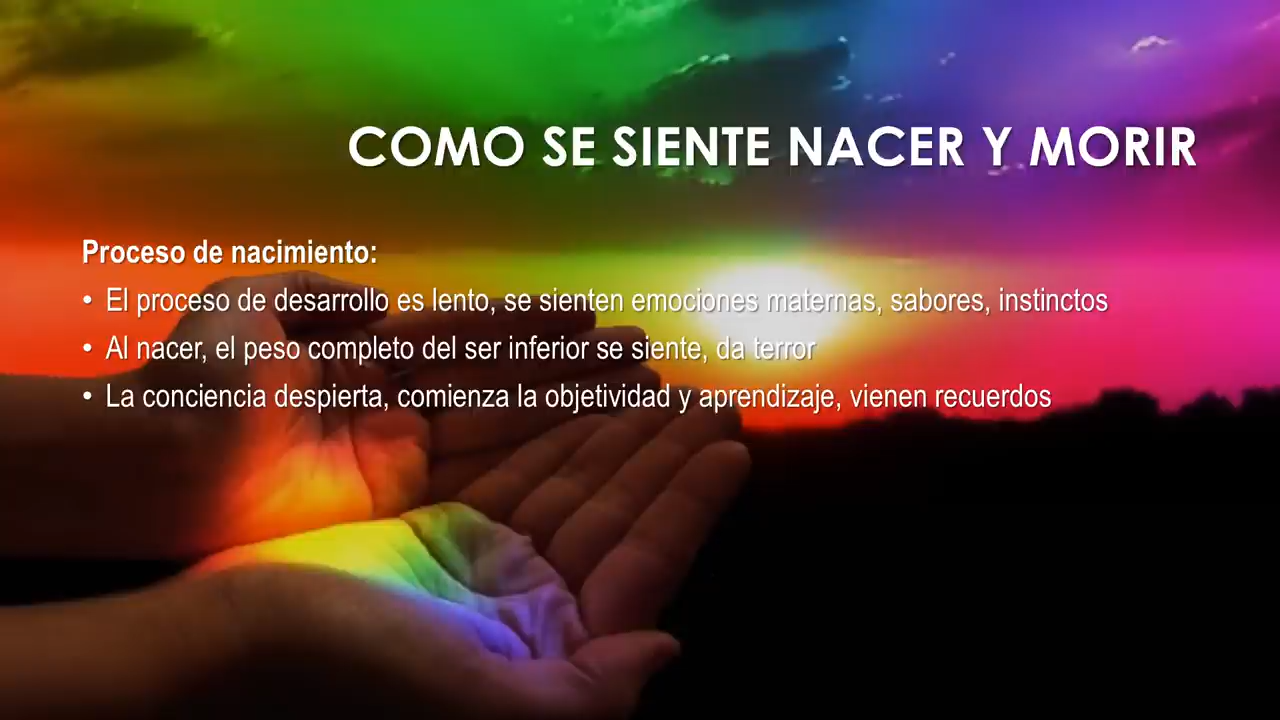 COMO SE SIENTE NACER Y MORIR
Proceso de nacimiento:
• El proceso de desarrollo es lento, se sienten emociones maternas, sabores, instinctos
• Al nacer, el peso completo del ser inferior se siente, da terror
• La conciencia despierta, comienza la objetividad y aprendizaje, vienen recuerdos